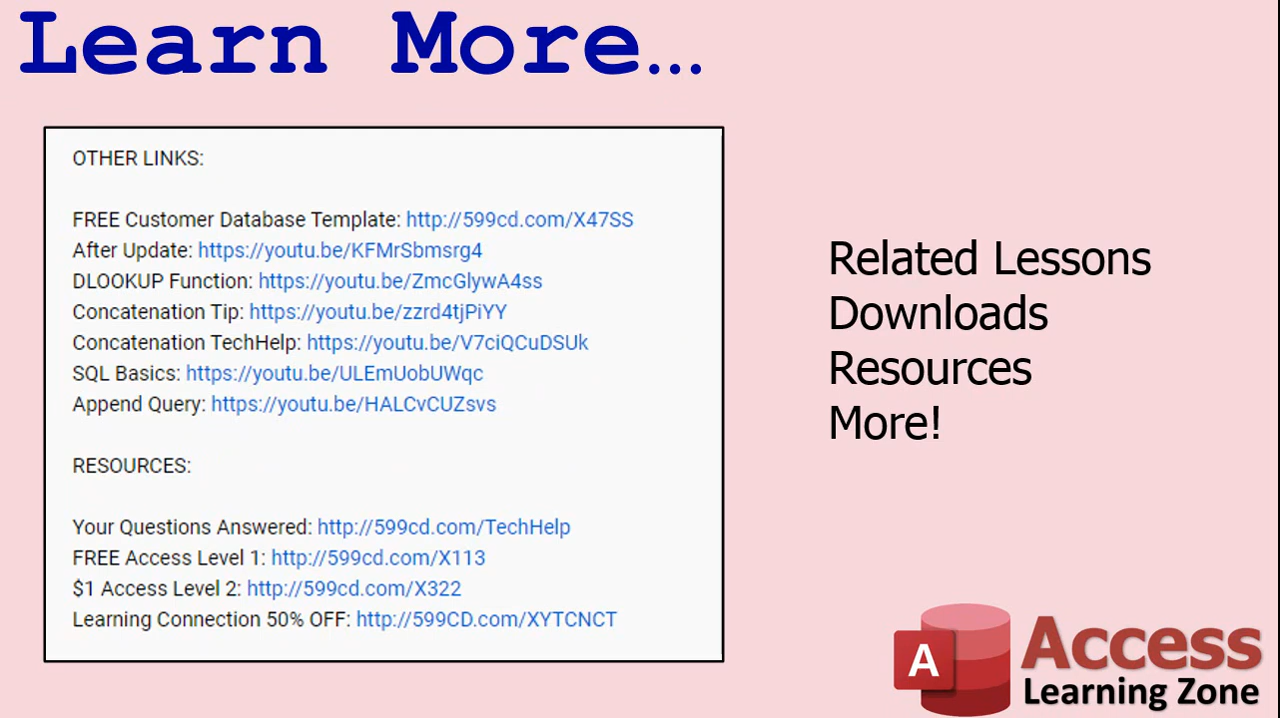 Learn More...
OTHER LINKS:
FREE Customer Database Template: http://599cd.com/X47SS
After Update: https://youtu.be/KFMrSbmsrg4
DLOOKUP Function: https://youtu.be/ZmcGlywA4ss
Concatenation Tip: https://youtu.be/zzrd4tjPiYY
Concatenation TechHelp: https://youtu.be/V7ciQCuDSUk
SQL Basics: https://youtu.be/ULEmUobUWqc
Append Query: https://youtu.be/HALCvCUZsvs
RESOURCES:
Your Questions Answered: http://599cd.com/TechHelp
FREE Access Level 1: http://599cd.com/X113
$1 Access Level 2: http://599cd.com/X322
Learning Connection 50% OFF: http://599CD.com/XYTCNCT
Related Lessons
Downloads
Resources
More!
A
Access
Learning Zone